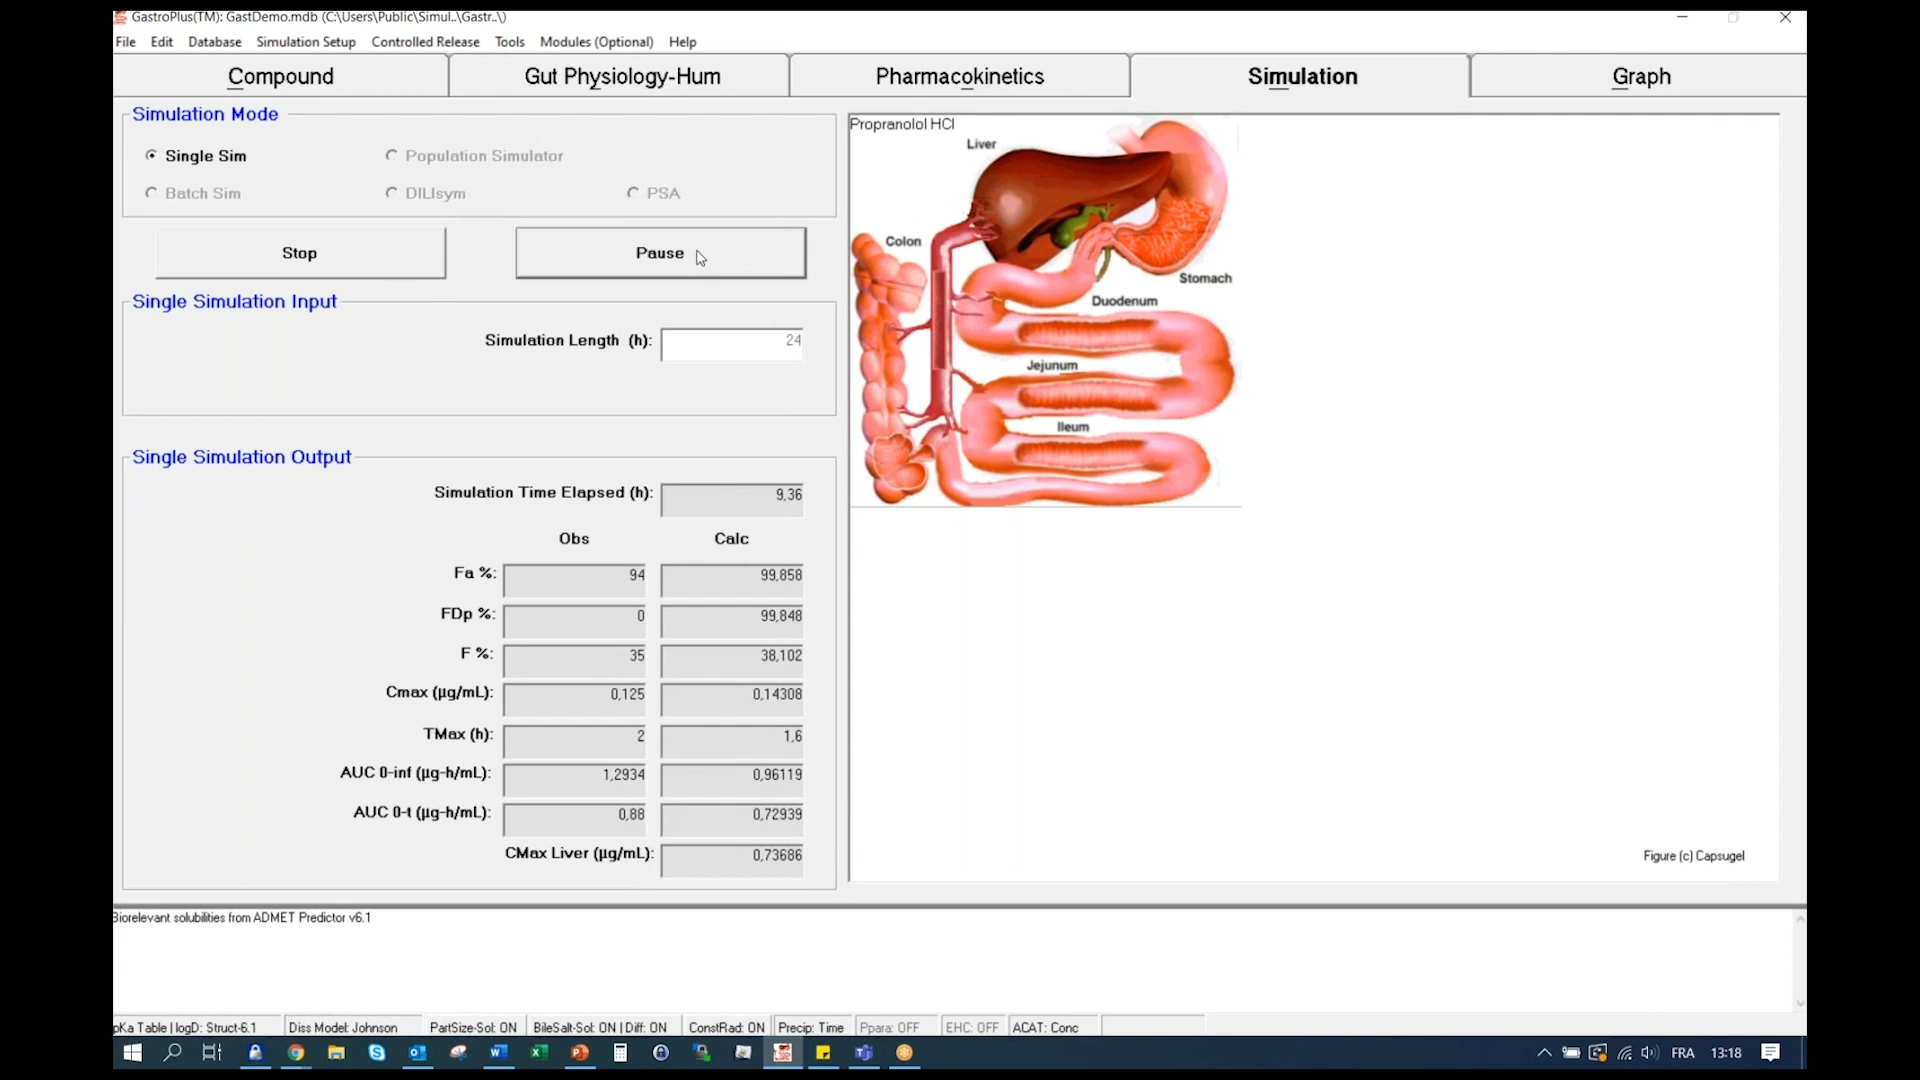 GastroPlus(TM): GastDemo.mdb (C:\Users\Public\Simul..\Gastr..\)
File Edit Database Simulation Setup Controlled Release Tools Modules (Optional) Help
Compound Gut Physiology-Hum Pharmacokinetics Simulation Graph
Simulation Mode
Single Sim Population Simulator
Batch Sim DILIsym PSA
Stop Pause
Single Simulation Input
Simulation Length (h): 24
Single Simulation Output
Simulation Time Elapsed (h): 9,36
Obs Calc
Fa %: 94 99,858
FDp %: 0 99,848
F %: 35 38,102
Cmax (µg/mL): 0,125 0,14308
TMax (h): 2 1,6
AUC 0-inf (µg-h/mL): 1,2934 0,96119
AUC 0-t (µg-h/mL): 0,88 0,72939
CMax Liver (µg/mL): 0,73686
Propranolol HCl
Liver
Colon
Stomach
Duodenum
Jejunum
Ileum
Figure (c) Capsugel
Biorelevant solubilities from ADMET Predictor v6.1
pKa Table | logD: Struct-6.1 Diss Model: Johnson PartSize-Sol: ON BileSalt-Sol: ON | Diff: ON ConstRad: ON Precip: Time Ppara: OFF EHC: OFF ACAT: Conc
FRA 13:18